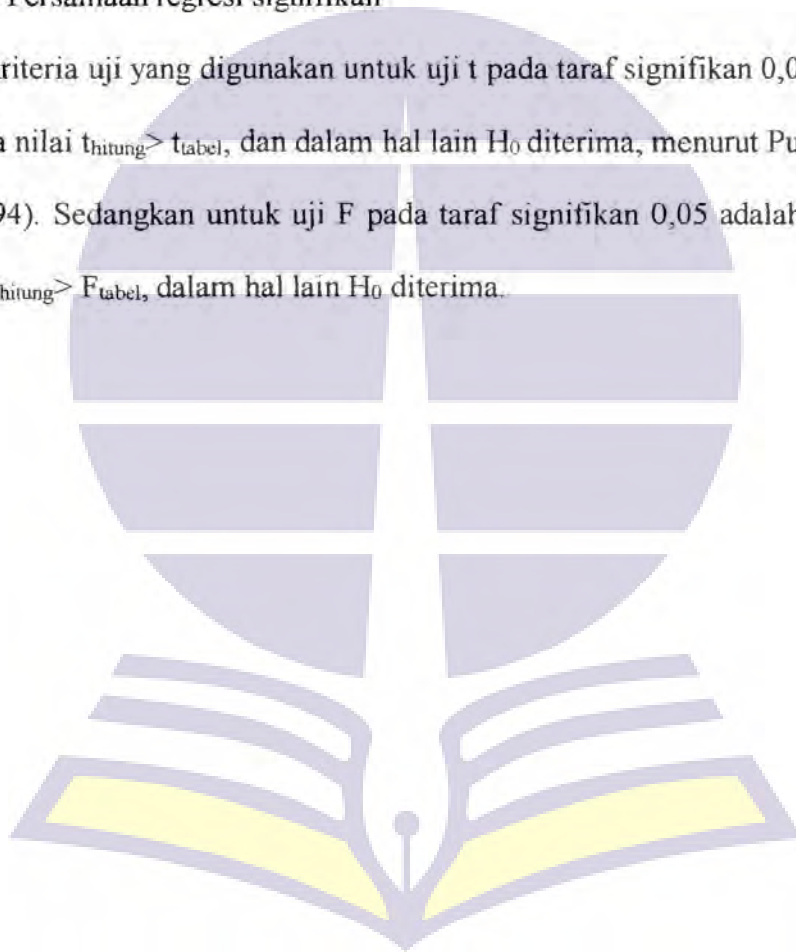 Persamaan regresi signifikan
riteria uji yang digunakan untuk uji t pada taraf signifikan 0,0
a nilai thitung> ttabel, dan dalam hal lain H0 diterima, menurut Pu
94). Sedangkan untuk uji F pada taraf signifikan 0,05 adalah
hitung> Ftabel, dalam hal lain H0 diterima.